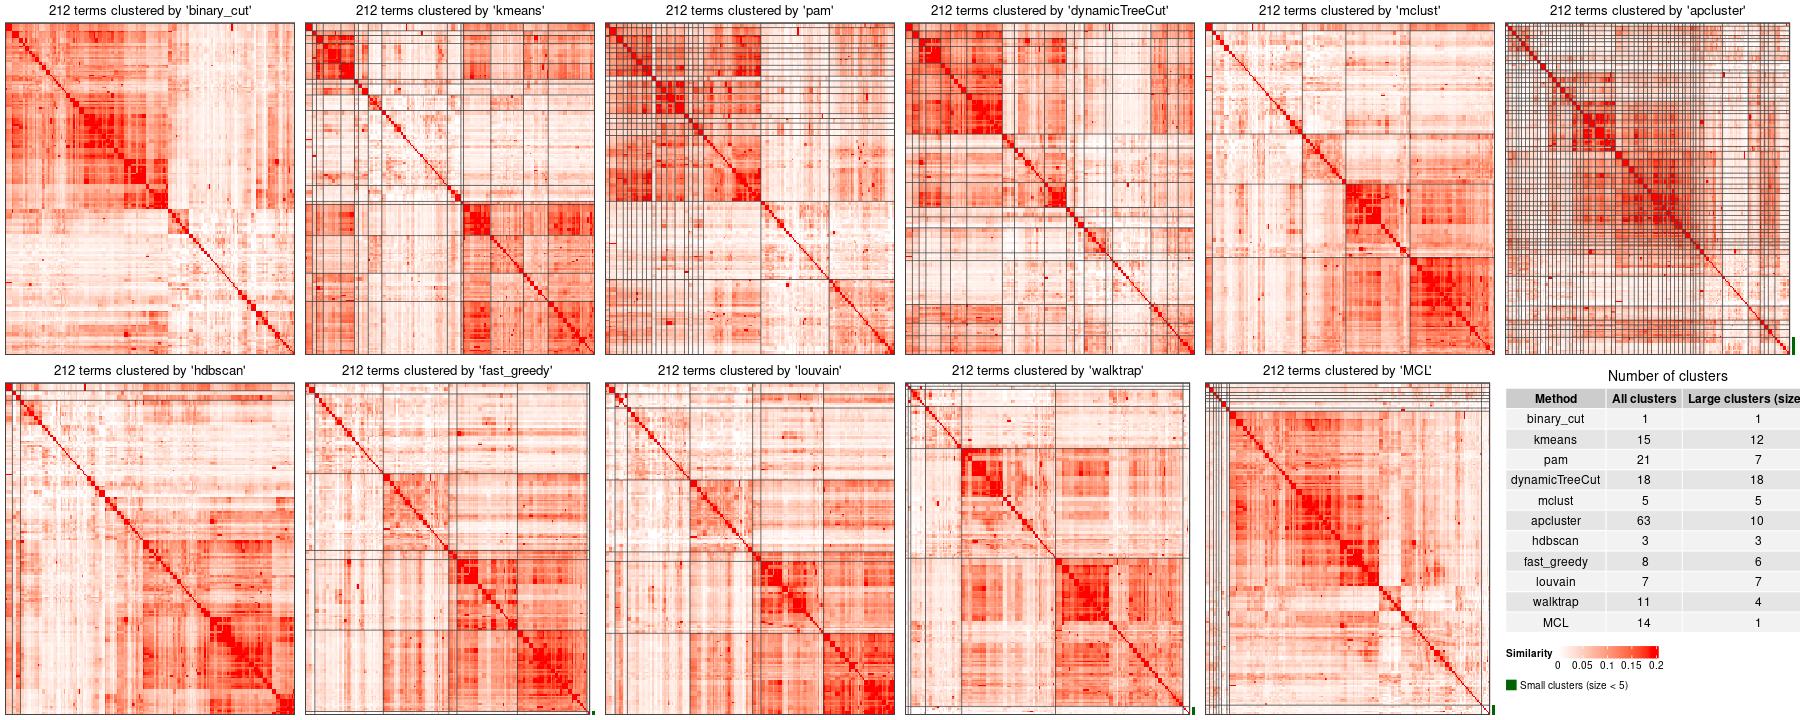 212 terms clustered by 'binary_cut'
212 terms clustered by 'kmeans'
212 terms clustered by 'pam'
212 terms clustered by 'dynamicTreeCut'
212 terms clustered by 'mclust'
212 terms clustered by 'apcluster'
212 terms clustered by 'hdbscan'
212 terms clustered by 'fast_greedy'
212 terms clustered by 'louvain'
212 terms clustered by 'walktrap'
212 terms clustered by 'MCL'
Number of clusters
Method All clusters Large clusters (size
binary_cut 1 1
kmeans 15 12
pam 21 7
dynamicTreeCut 18 18
mclust 5 5
apcluster 63 10
hdbscan 3 3
fast_greedy 8 6
louvain 7 7
walktrap 11 4
MCL 14 1
Similarity
0 0.05 0.1 0.15 0.2
Small clusters (size < 5)